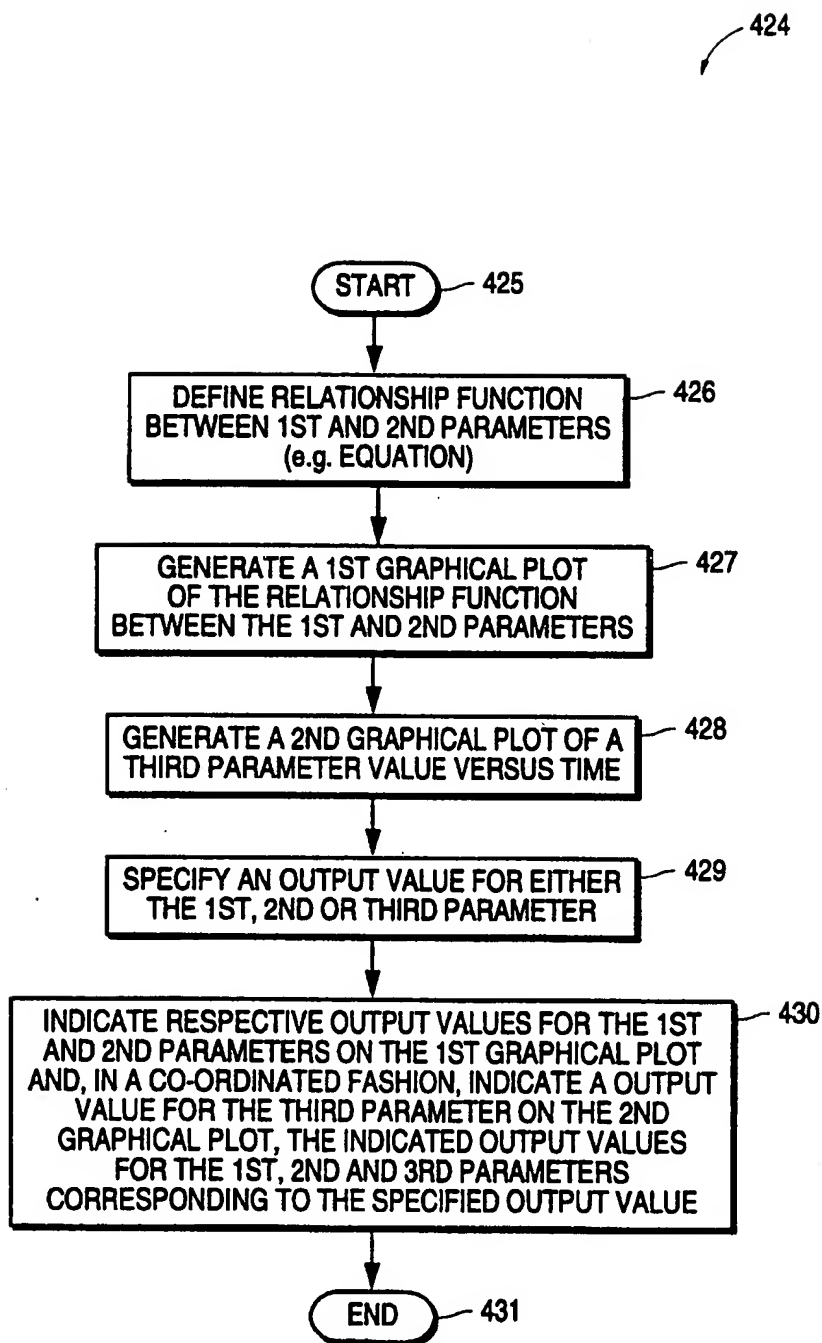 424
START
425
DEFINE RELATIONSHIP FUNCTION
BETWEEN 1ST AND 2ND PARAMETERS
(e.g. EQUATION)
426
GENERATE A 1ST GRAPHICAL PLOT
OF THE RELATIONSHIP FUNCTION
BETWEEN THE 1ST AND 2ND PARAMETERS
427
GENERATE A 2ND GRAPHICAL PLOT OF A
THIRD PARAMETER VALUE VERSUS TIME
428
SPECIFY AN OUTPUT VALUE FOR EITHER
THE 1ST, 2ND OR THIRD PARAMETER
429
INDICATE RESPECTIVE OUTPUT VALUES FOR THE 1ST
AND 2ND PARAMETERS ON THE 1ST GRAPHICAL PLOT
AND, IN A CO-ORDINATED FASHION, INDICATE A OUTPUT
VALUE FOR THE THIRD PARAMETER ON THE 2ND
GRAPHICAL PLOT, THE INDICATED OUTPUT VALUES
FOR THE 1ST, 2ND AND 3RD PARAMETERS
CORRESPONDING TO THE SPECIFIED OUTPUT VALUE
430
END
431